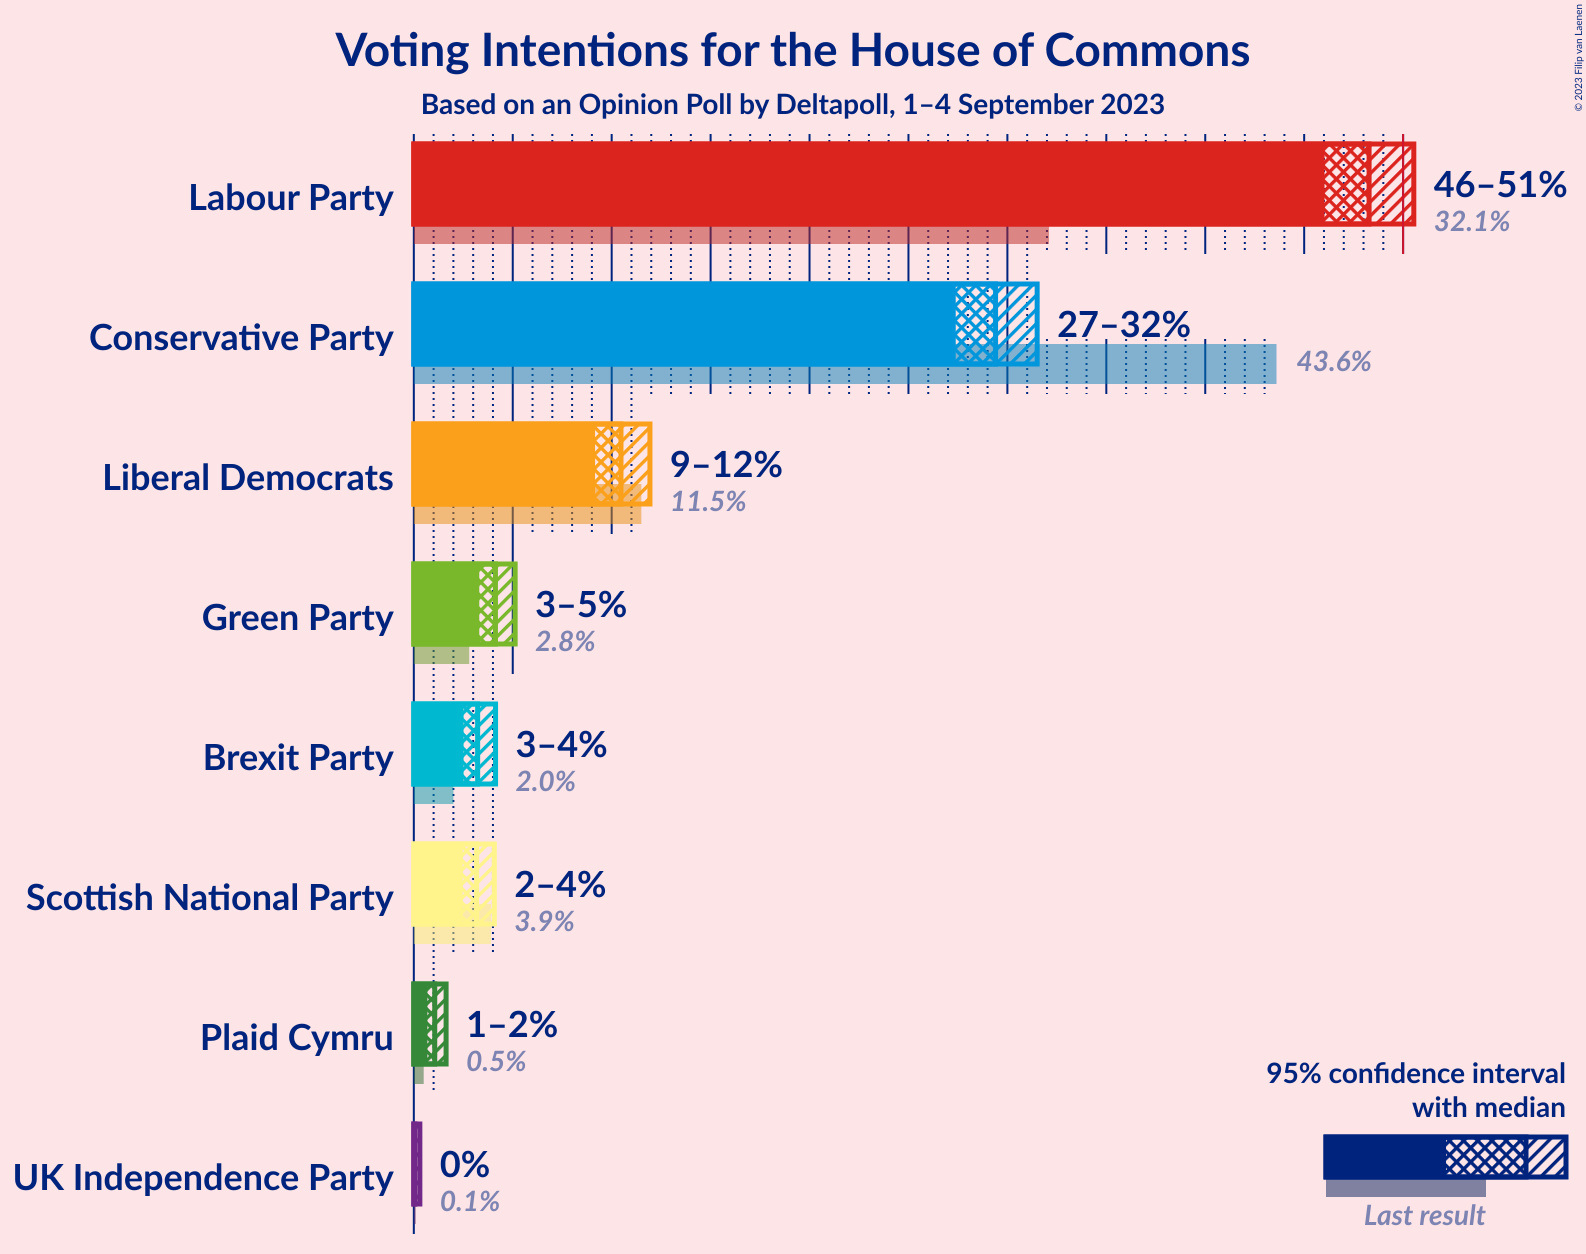 Voting Intentions for the House of Commons
Based on an Opinion Poll by Deltapoll, 1–4 September 2023
© 2023 Filip van Laenen
Labour Party
46–51%
32.1%
Conservative Party
27–32%
43.6%
Liberal Democrats
9–12%
11.5%
Green Party
3–5%
2.8%
Brexit Party
3–4%
2.0%
Scottish National Party
2–4%
3.9%
Plaid Cymru
1–2%
0.5%
UK Independence Party
0%
0.1%
95% confidence interval
with median
Last result